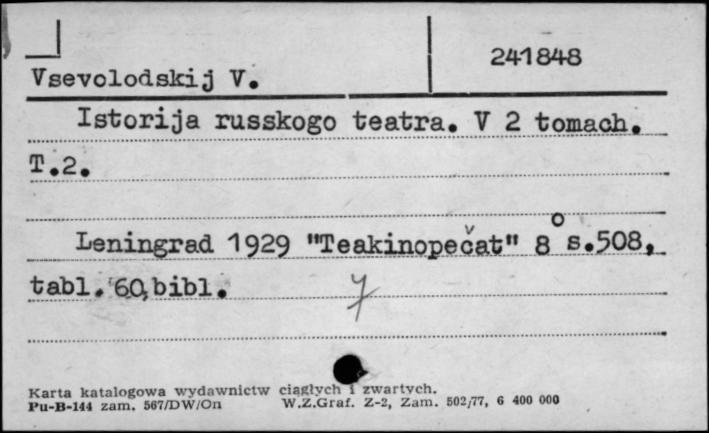 241848
Vsevolodskij V.
Istorija russkogo teatra. V 2 tomach.
T.2.
Leningrad 1929 "Teakinopečat" 8° s.508,
tabl. 60, bibl.
7
Karta katalogowa wydawnictw ciągłych i zwartych.
Pu-B-144 zam. 567/DW/On W.Z.Graf. Z-2, Zam. 502/77, 6 400 000